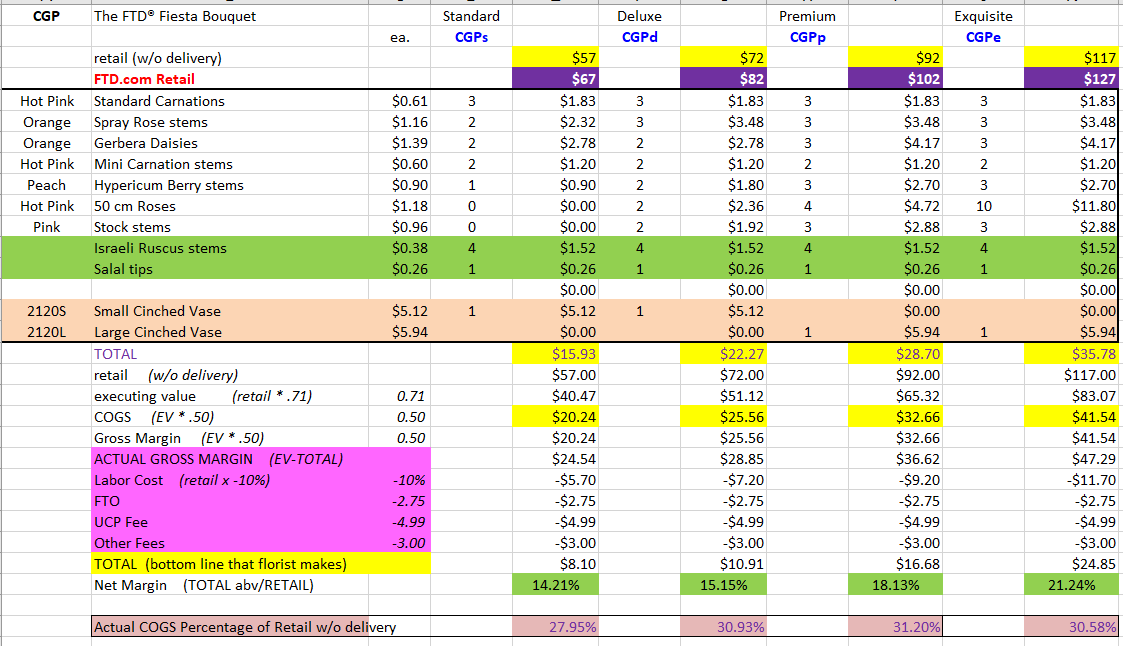 CGP The FTD® Fiesta Bouquet Standard Deluxe Premium Exquisite
ea. CGPs CGPd CGPp CGPe
retail (w/o delivery) $57 $72 $92 $117
FTD.com Retail $67 $82 $102 $127
Hot Pink Standard Carnations $0.61 3 $1.83 3 $1.83 3 $1.83 3 $1.83
Orange Spray Rose stems $1.16 2 $2.32 3 $3.48 3 $3.48 3 $3.48
Orange Gerbera Daisies $1.39 2 $2.78 2 $2.78 3 $4.17 3 $4.17
Hot Pink Mini Carnation stems $0.60 2 $1.20 2 $1.20 2 $1.20 2 $1.20
Peach Hypericum Berry stems $0.90 1 $0.90 2 $1.80 3 $2.70 3 $2.70
Hot Pink 50 cm Roses $1.18 0 $0.00 2 $2.36 4 $4.72 10 $11.80
Pink Stock stems $0.96 0 $0.00 2 $1.92 3 $2.88 3 $2.88
Israeli Ruscus stems $0.38 4 $1.52 4 $1.52 4 $1.52 4 $1.52
Salal tips $0.26 1 $0.26 1 $0.26 1 $0.26 1 $0.26
$0.00 $0.00 $0.00 $0.00
2120S Small Cinched Vase $5.12 1 $5.12 1 $5.12 $0.00 $0.00
2120L Large Cinched Vase $5.94 $0.00 $0.00 1 $5.94 1 $5.94
TOTAL $15.93 $22.27 $28.70 $35.78
retail (w/o delivery) $57.00 $72.00 $92.00 $117.00
executing value (retail * .71) 0.71 $40.47 $51.12 $65.32 $83.07
COGS (EV * .50) 0.50 $20.24 $25.56 $32.66 $41.54
Gross Margin (EV * .50) 0.50 $20.24 $25.56 $32.66 $41.54
ACTUAL GROSS MARGIN (EV-TOTAL) $24.54 $28.85 $36.62 $47.29
Labor Cost (retail x -10%) -10% -$5.70 -$7.20 -$9.20 -$11.70
FTO -2.75 -$2.75 -$2.75 -$2.75 -$2.75
UCP Fee -4.99 -$4.99 -$4.99 -$4.99 -$4.99
Other Fees -3.00 -$3.00 -$3.00 -$3.00 -$3.00
TOTAL (bottom line that florist makes) $8.10 $10.91 $16.68 $24.85
Net Margin (TOTAL abv/RETAIL) 14.21% 15.15% 18.13% 21.24%
Actual COGS Percentage of Retail w/o delivery 27.95% 30.93% 31.20% 30.58%